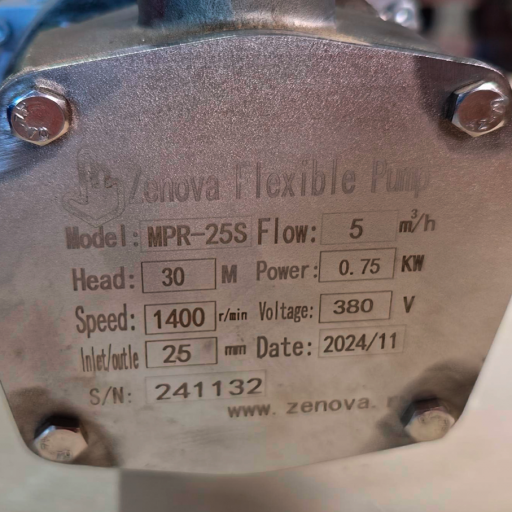 Zenova Flexible Pump
Model: MPR-25S Flow: 5 m³/h
Head: 30 M Power: 0.75 KW
Speed: 1400 r/min Voltage: 380 V
Inlet/outle 25 mm Date: 2024/11
S/N: 241132
www. zenova.